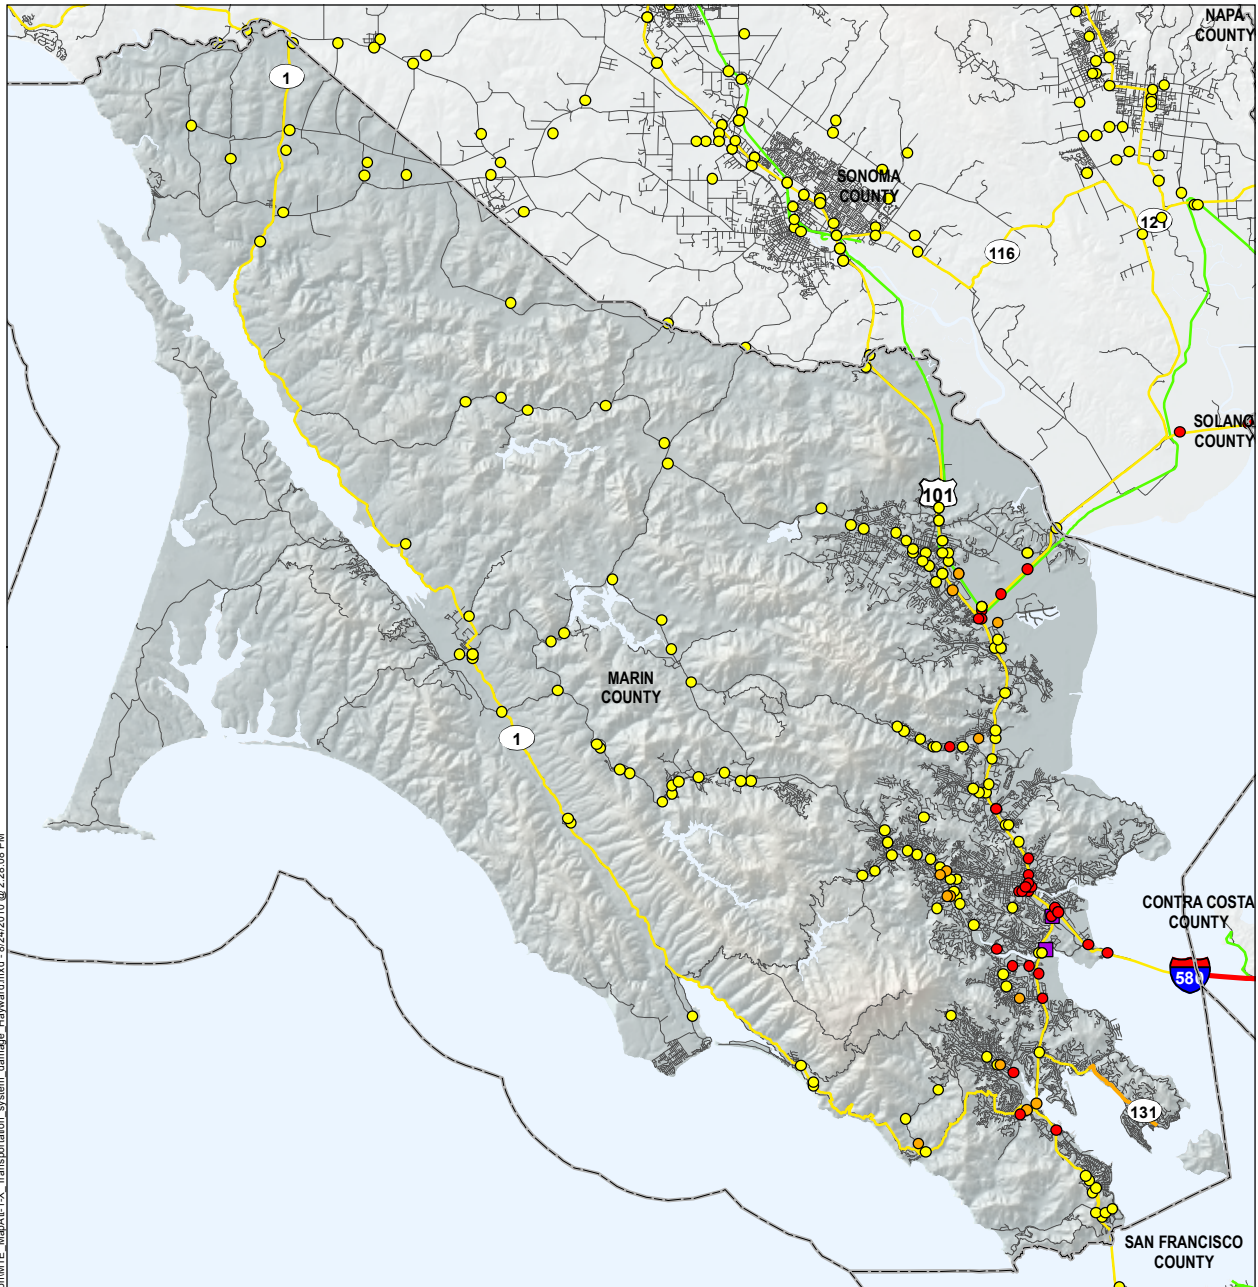 NAPA
COUNTY
1
SONOMA
COUNTY
121
116
SOLANO
COUNTY
101
MARIN
COUNTY
1
CONTRA COSTA
COUNTY
580
131
SAN FRANCISCO
COUNTY